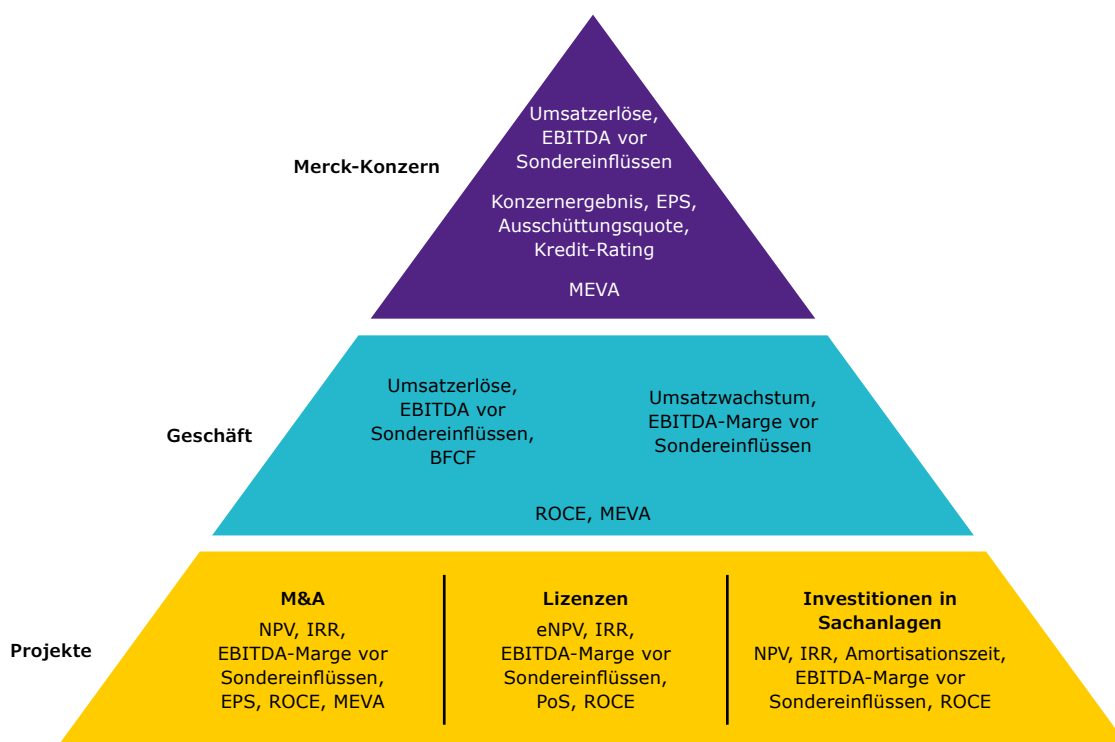 Merck-Konzern
Umsatzerlöse,
EBITDA vor
Sondereinflüssen
Konzernergebnis, EPS,
Ausschüttungsquote,
Kredit-Rating
MEVA
Geschäft
Umsatzerlöse,
EBITDA vor
Sondereinflüssen,
BFCF
Umsatzwachstum,
EBITDA-Marge vor
Sondereinflüssen
ROCE, MEVA
Projekte
M&A
NPV, IRR,
EBITDA-Marge vor
Sondereinflüssen,
EPS, ROCE, MEVA
Lizenzen
eNPV, IRR,
EBITDA-Marge vor
Sondereinflüssen,
PoS, ROCE
Investitionen in
Sachanlagen
NPV, IRR, Amortisationszeit,
EBITDA-Marge vor
Sondereinflüssen, ROCE